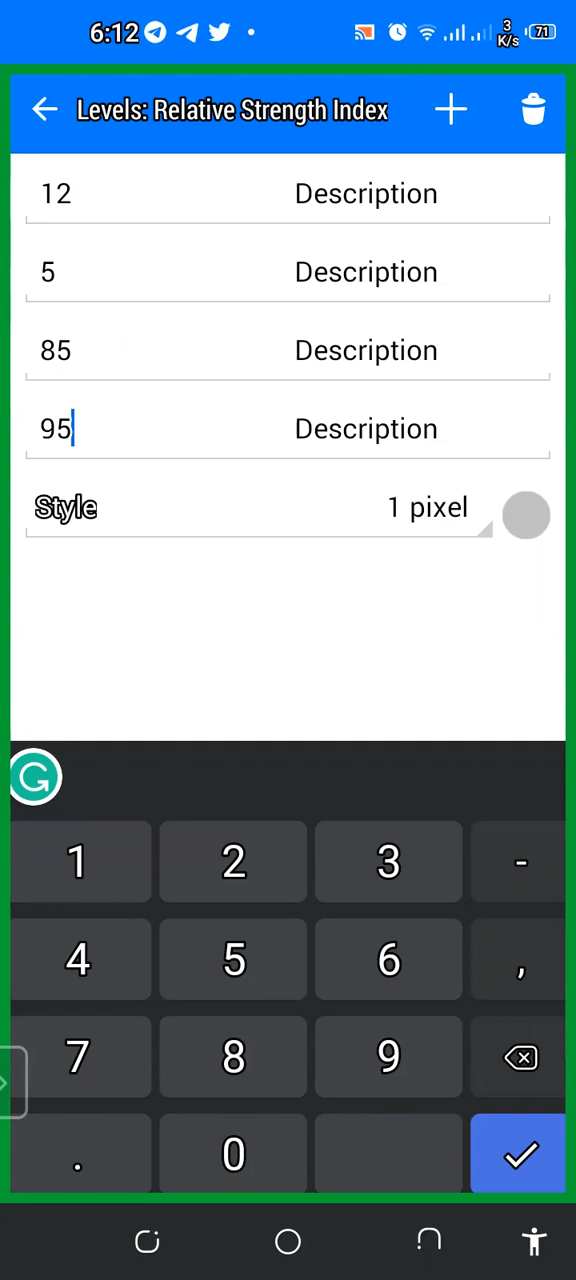 6:12
3
K/s
71
Levels: Relative Strength Index
12 Description
5 Description
85 Description
95 Description
Style 1 pixel
1 2 3 -
4 5 6 ,
7 8 9
. 0